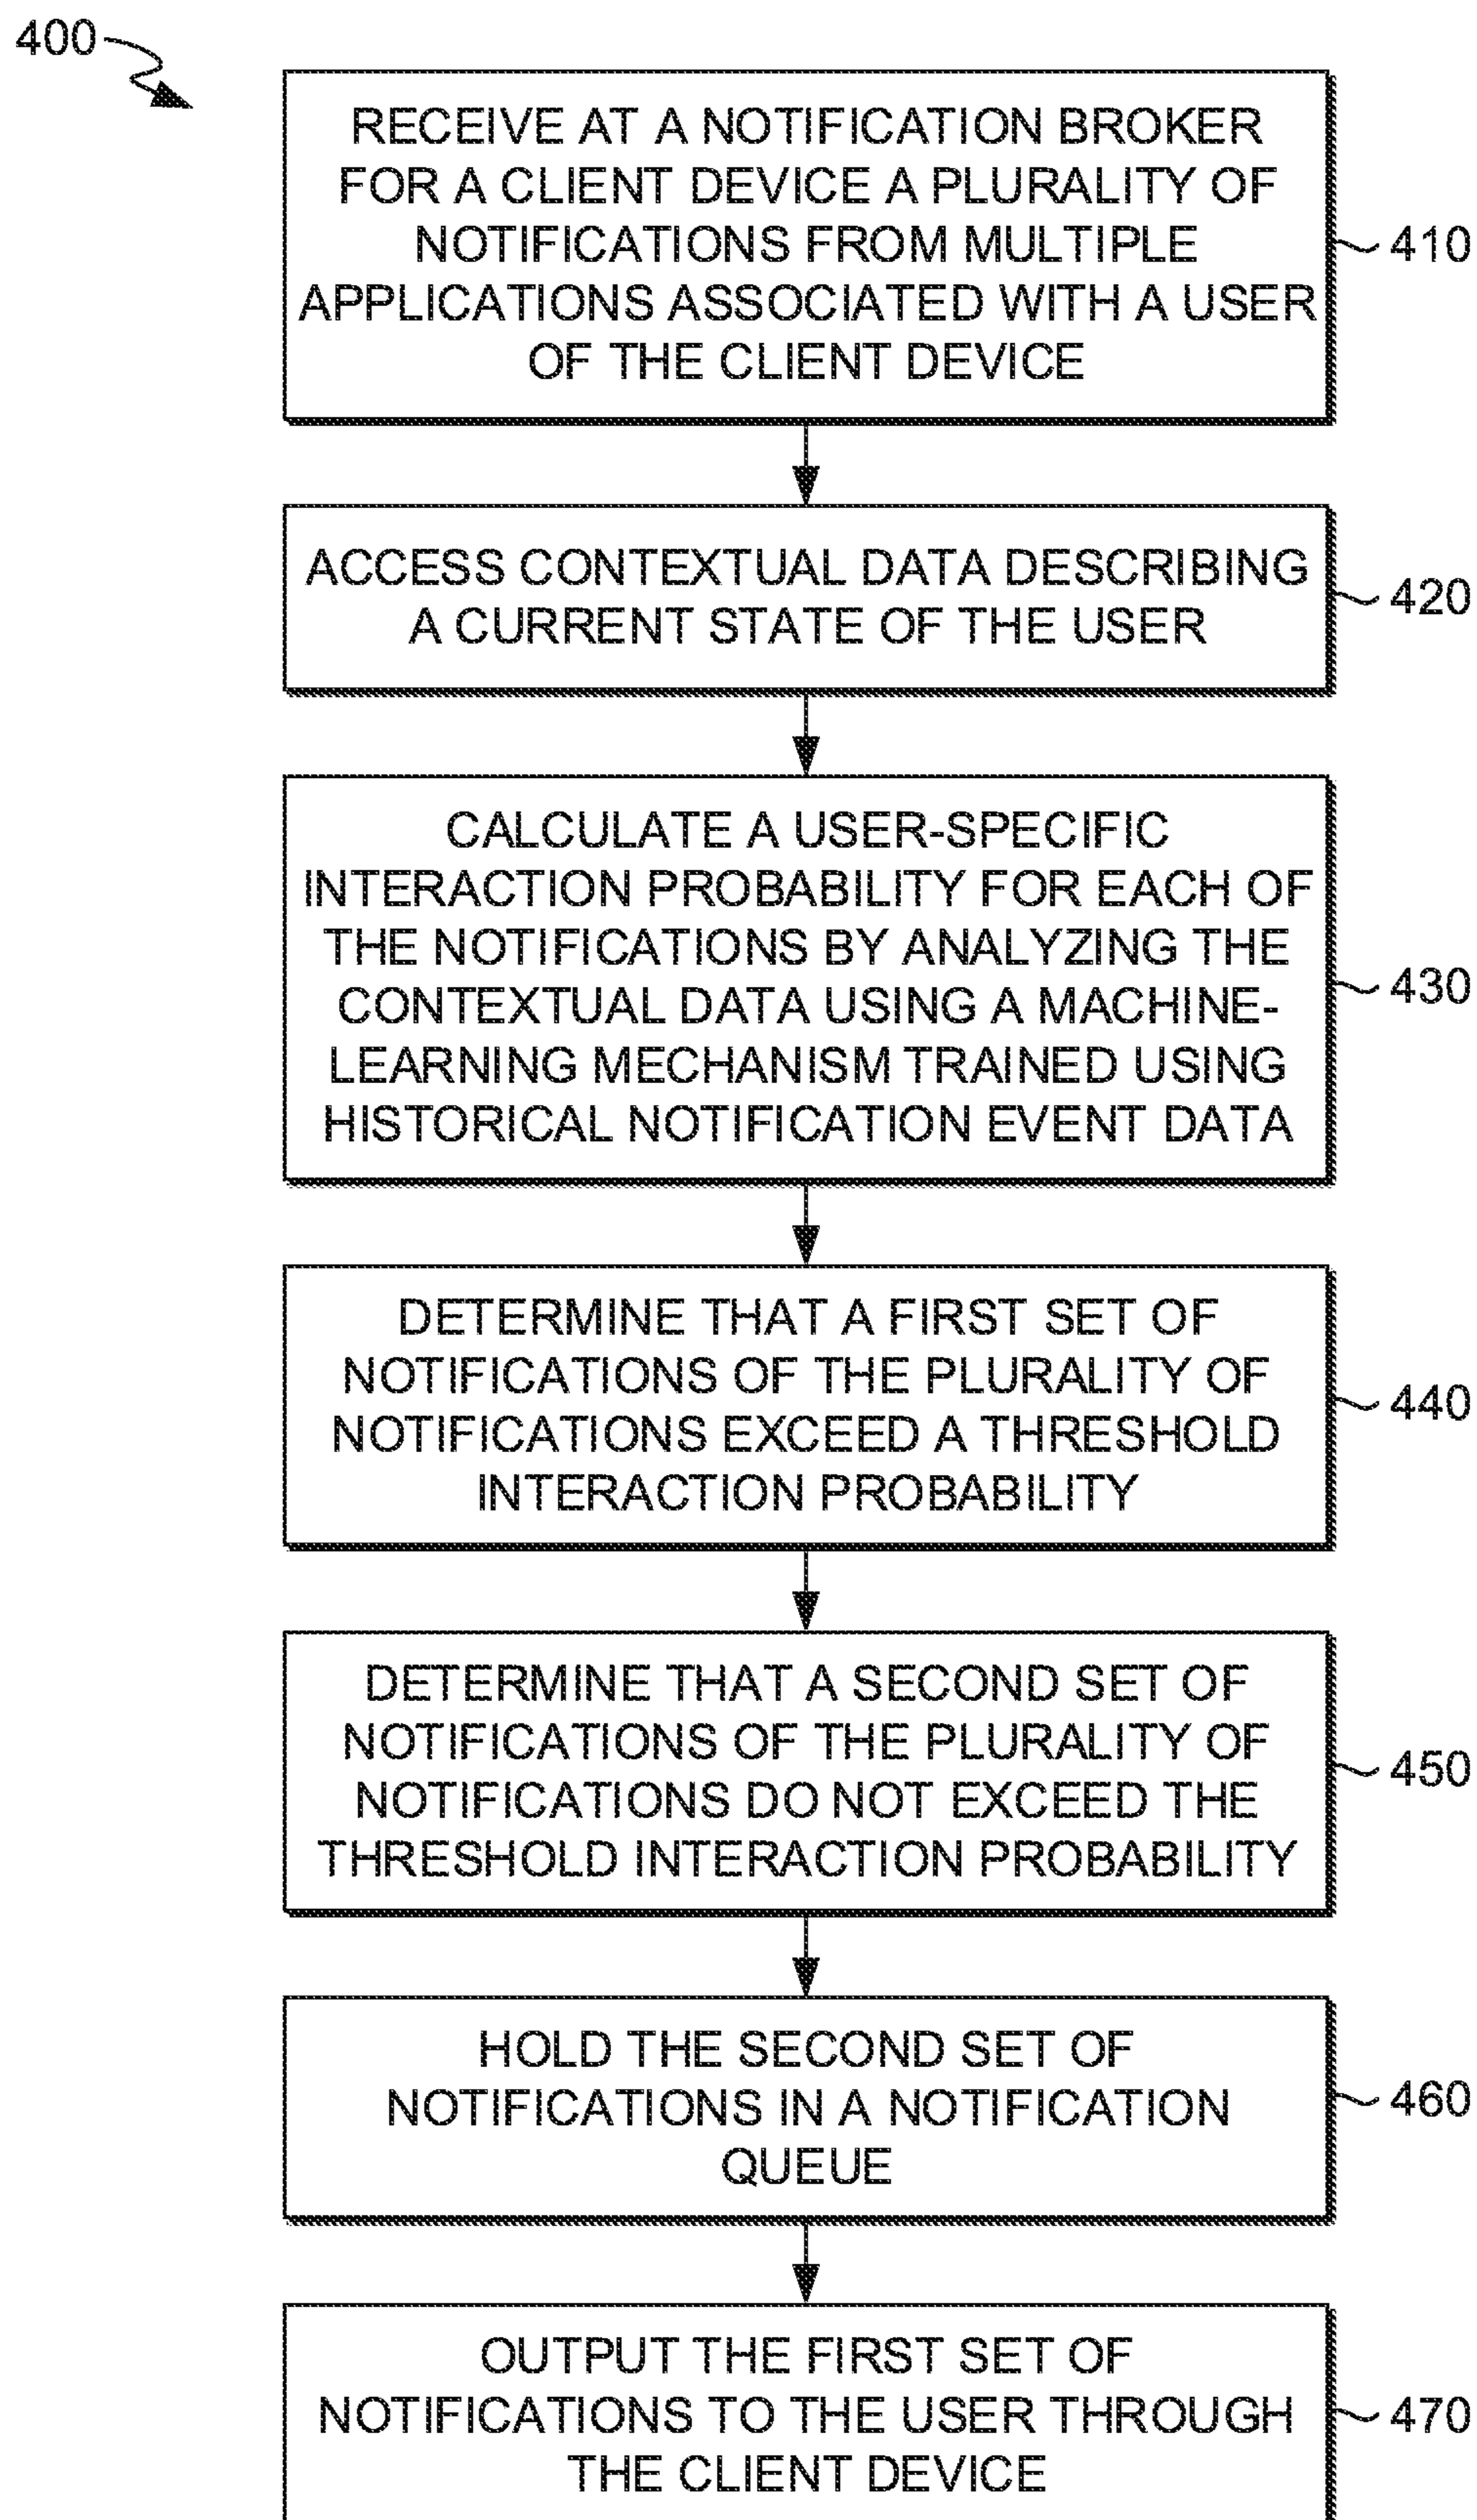 400
RECEIVE AT A NOTIFICATION BROKER
FOR A CLIENT DEVICE A PLURALITY OF
NOTIFICATIONS FROM MULTIPLE
APPLICATIONS ASSOCIATED WITH A USER
OF THE CLIENT DEVICE
410
ACCESS CONTEXTUAL DATA DESCRIBING
A CURRENT STATE OF THE USER
420
CALCULATE A USER-SPECIFIC
INTERACTION PROBABILITY FOR EACH OF
THE NOTIFICATIONS BY ANALYZING THE
CONTEXTUAL DATA USING A MACHINE-
LEARNING MECHANISM TRAINED USING
HISTORICAL NOTIFICATION EVENT DATA
430
DETERMINE THAT A FIRST SET OF
NOTIFICATIONS OF THE PLURALITY OF
NOTIFICATIONS EXCEED A THRESHOLD
INTERACTION PROBABILITY
440
DETERMINE THAT A SECOND SET OF
NOTIFICATIONS OF THE PLURALITY OF
NOTIFICATIONS DO NOT EXCEED THE
THRESHOLD INTERACTION PROBABILITY
450
HOLD THE SECOND SET OF
NOTIFICATIONS IN A NOTIFICATION
QUEUE
460
OUTPUT THE FIRST SET OF
NOTIFICATIONS TO THE USER THROUGH
THE CLIENT DEVICE
470